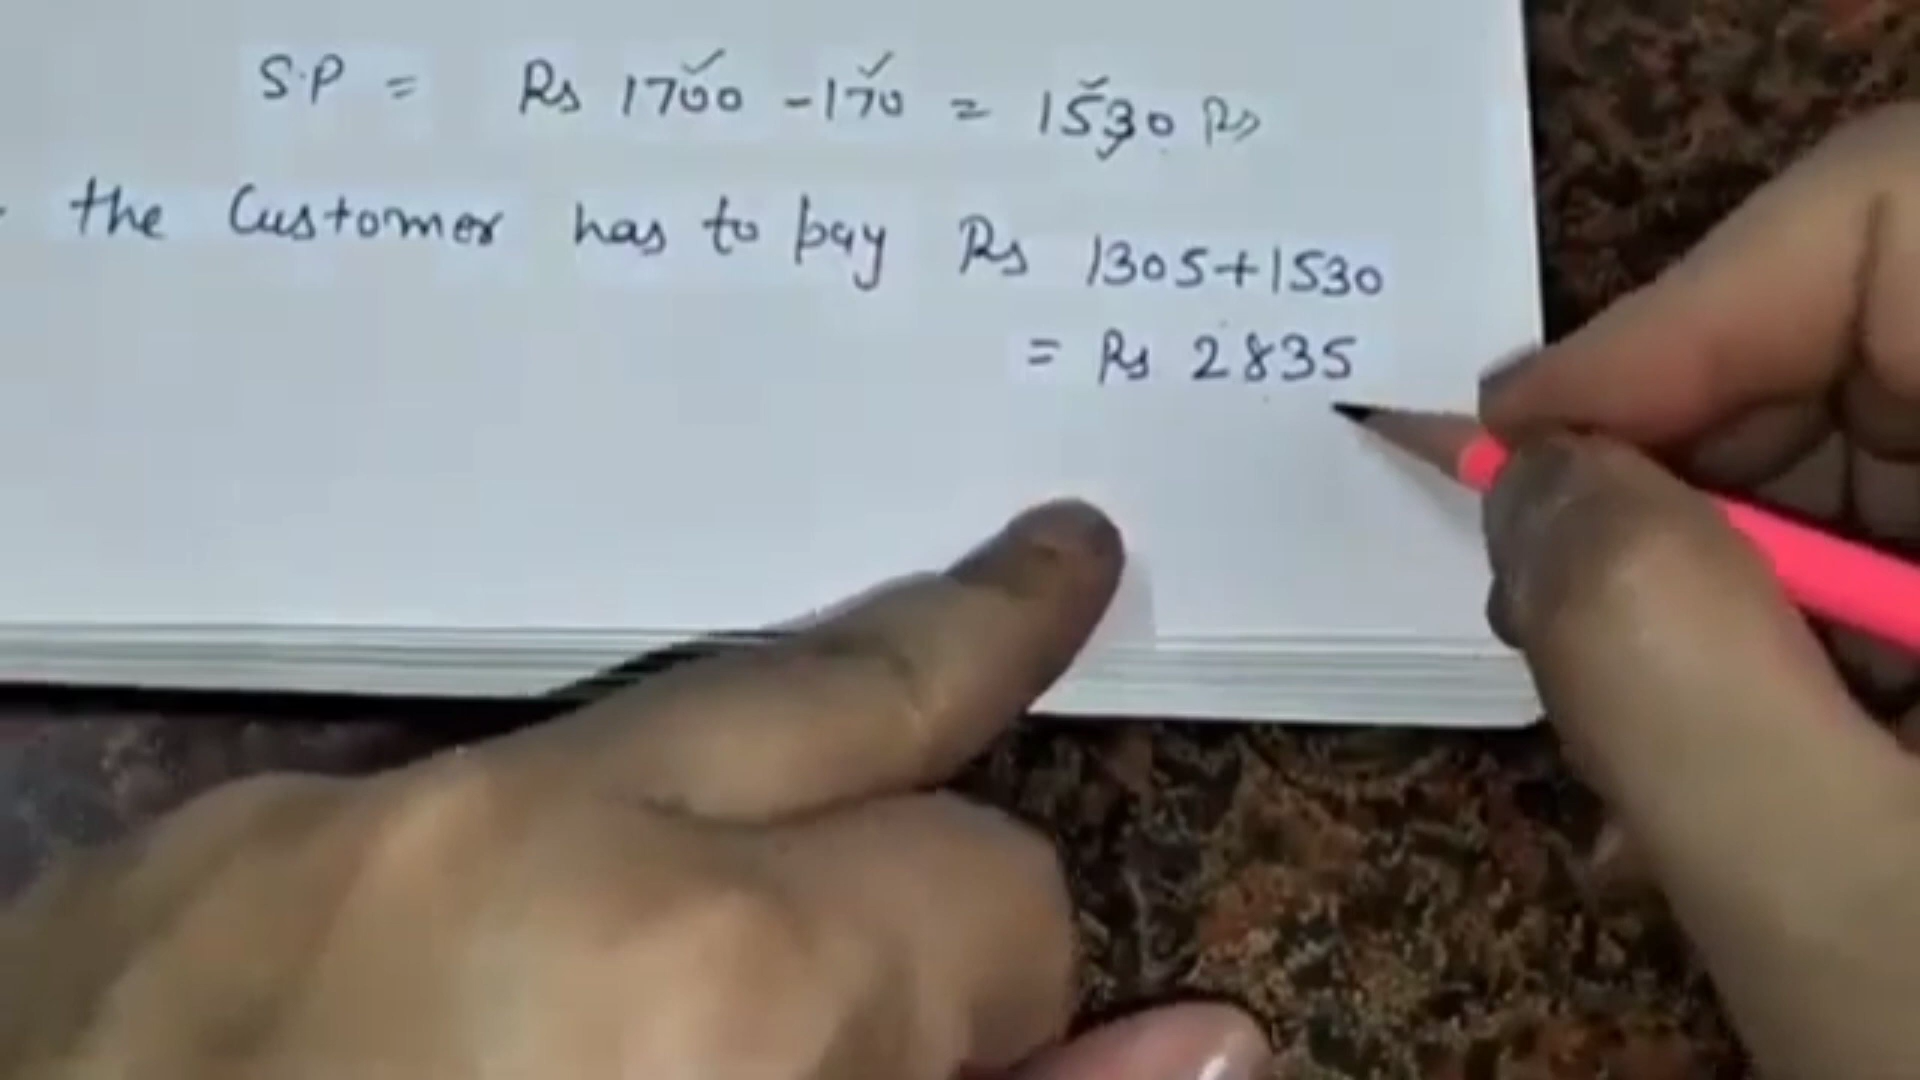 S.P = Rs 1700 - 170 = 1530 Rs
the Customer has to pay Rs 1305+1530
= Rs 2835